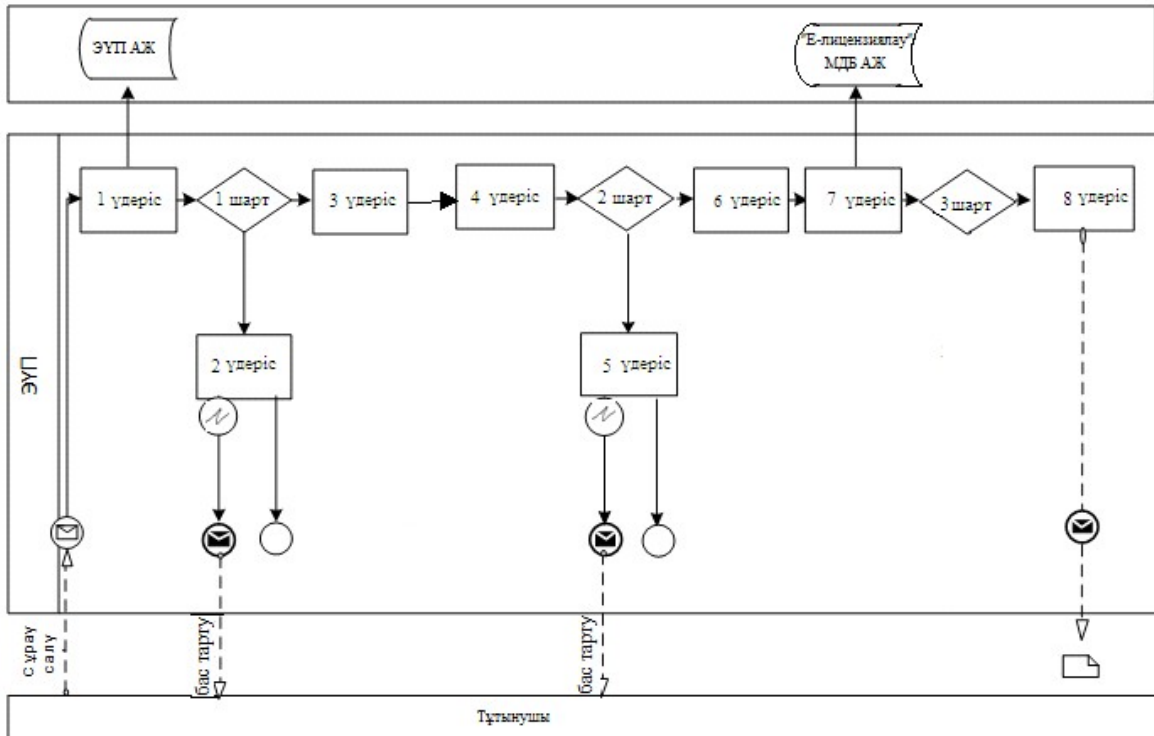 ЭҮП АЖ
"Е-лицензиялау"
МДБ АЖ
1 үдеріс
1 шарт
3 үдеріс
4 үдеріс
2 шарт
6 үдеріс
7 үдеріс
3 шарт
8 үдеріс
2 үдеріс
5 үдеріс
ЭҮП
Сұрау
салу
бас тарту
бас тарту
Тұтынушы